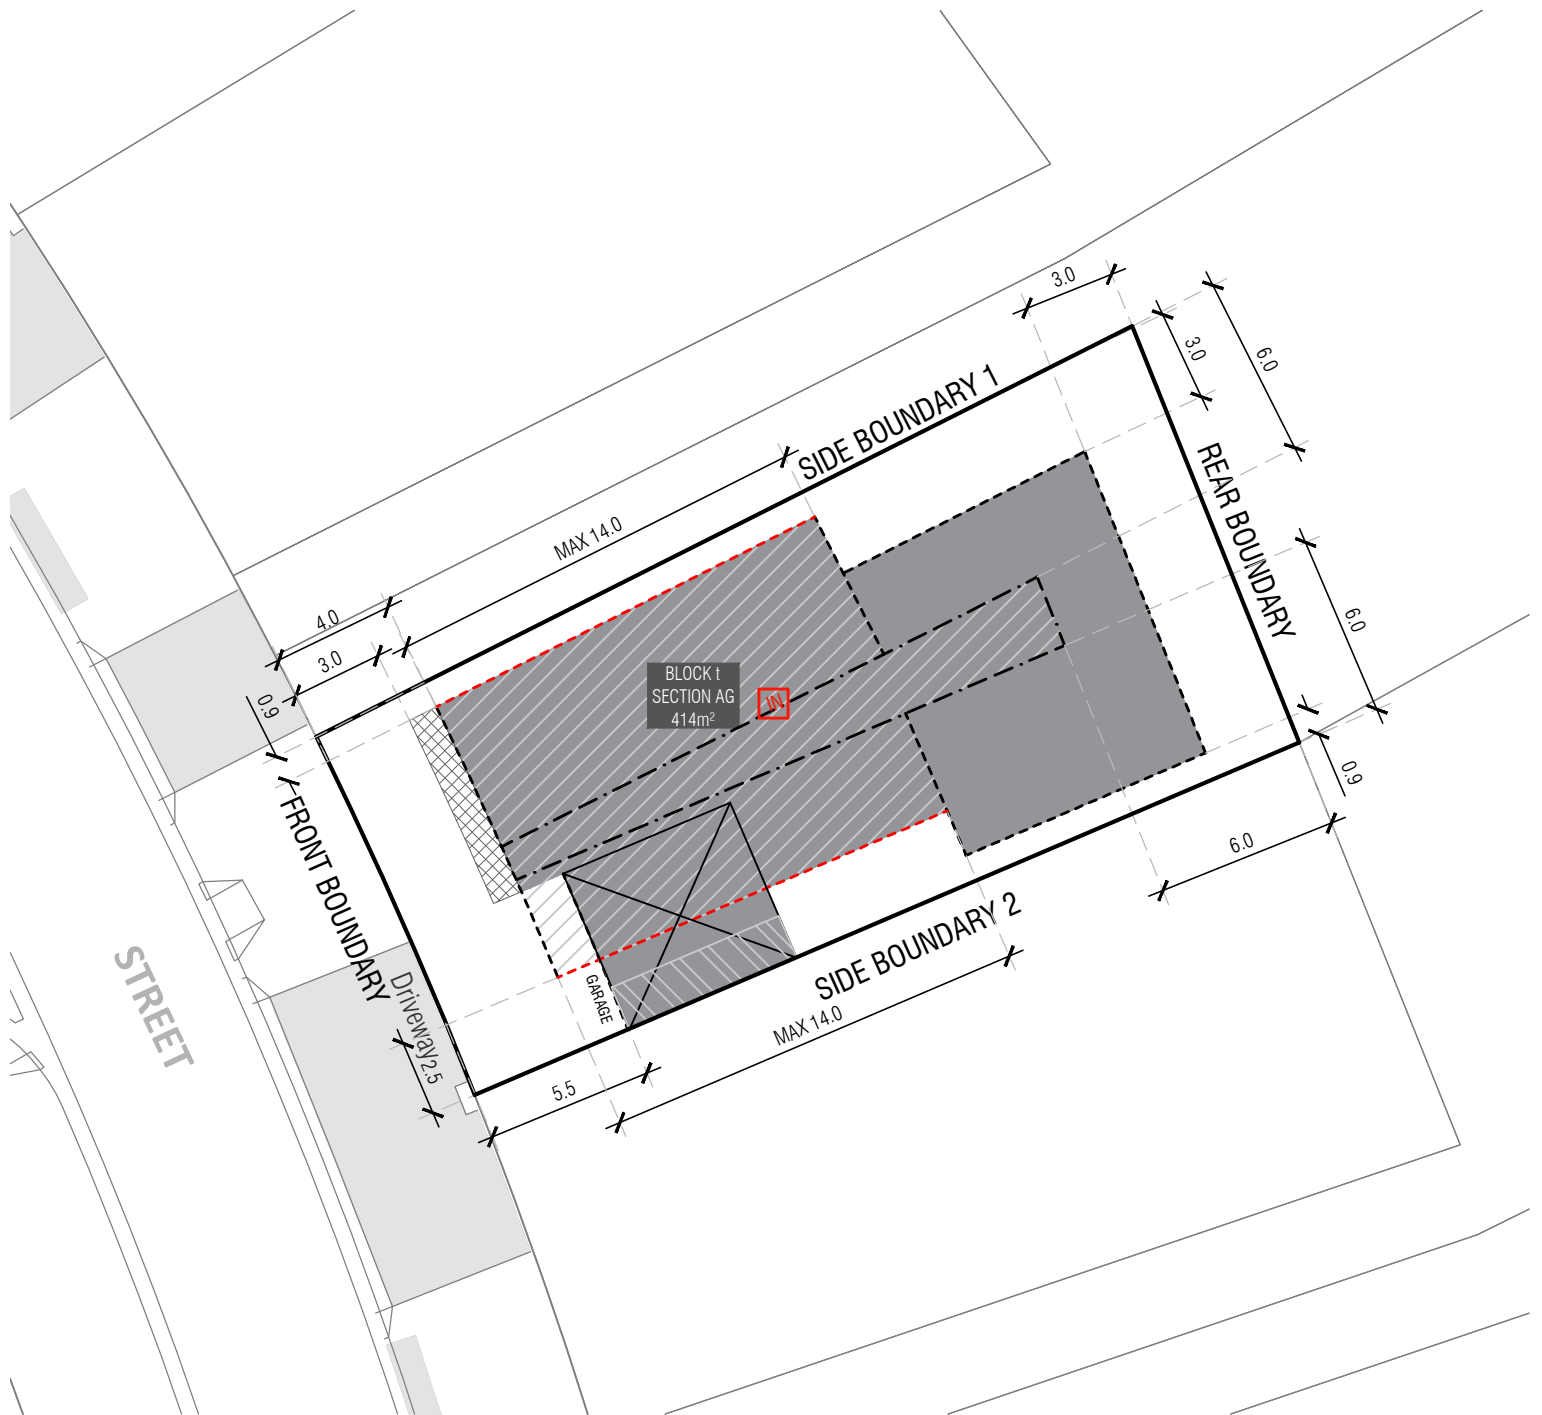 3.0
3.0
6.0
SIDE BOUNDARY 1
MAX 14.0
4.0
3.0
0.9
REAR BOUNDARY
6.0
BLOCK t
SECTION AG
414m²
IN
0.9
6.0
FRONT BOUNDARY
STREET
Driveway
2.5
GARAGE
SIDE BOUNDARY 2
MAX 14.0
5.5